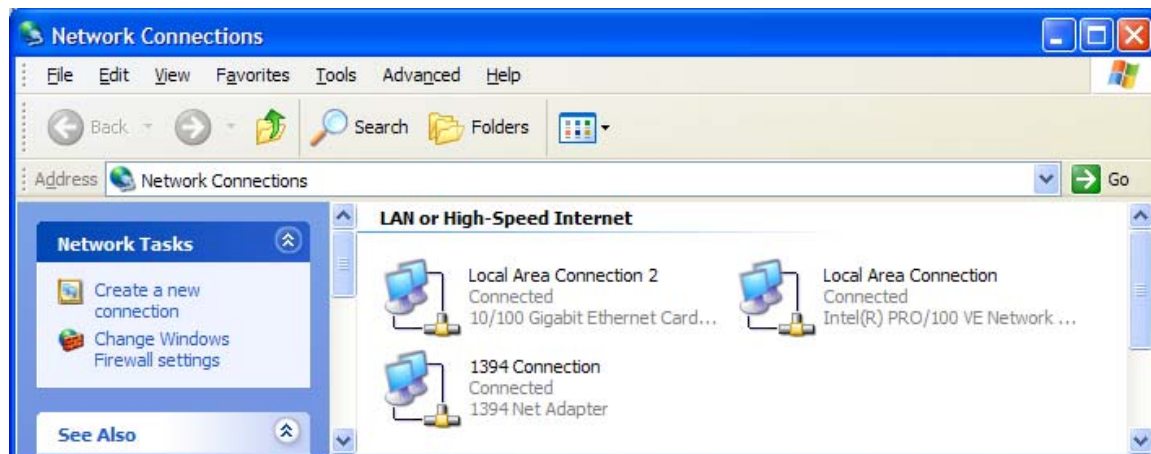 Network Connections
File Edit View Favorites Tools Advanced Help
Back Search Folders
Address Network Connections Go
Network Tasks
Create a new
connection
Change Windows
Firewall settings
See Also
LAN or High-Speed Internet
Local Area Connection 2
Connected
10/100 Gigabit Ethernet Card...
Local Area Connection
Connected
Intel(R) PRO/100 VE Network ...
1394 Connection
Connected
1394 Net Adapter